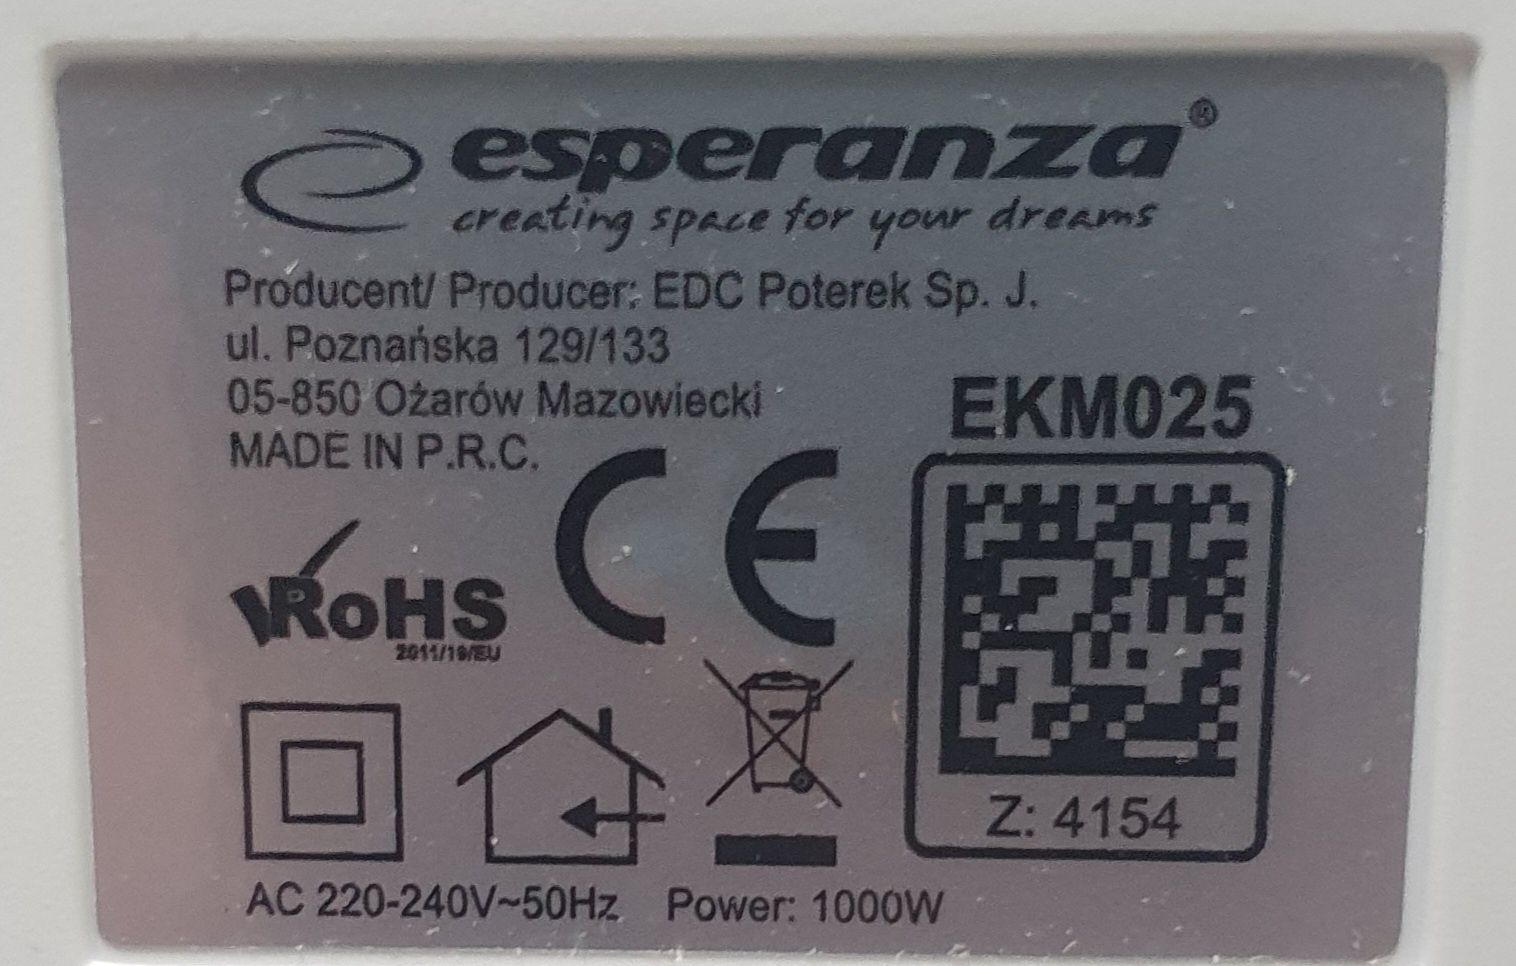 esperanza®
creating space for your dreams
Producent/ Producer: EDC Poterek Sp. J.
ul. Poznańska 129/133
05-850 Ożarów Mazowiecki
MADE IN P.R.C.
EKM025
CE
RoHS
2011/19/EU
Z: 4154
AC 220-240V~50Hz Power: 1000W